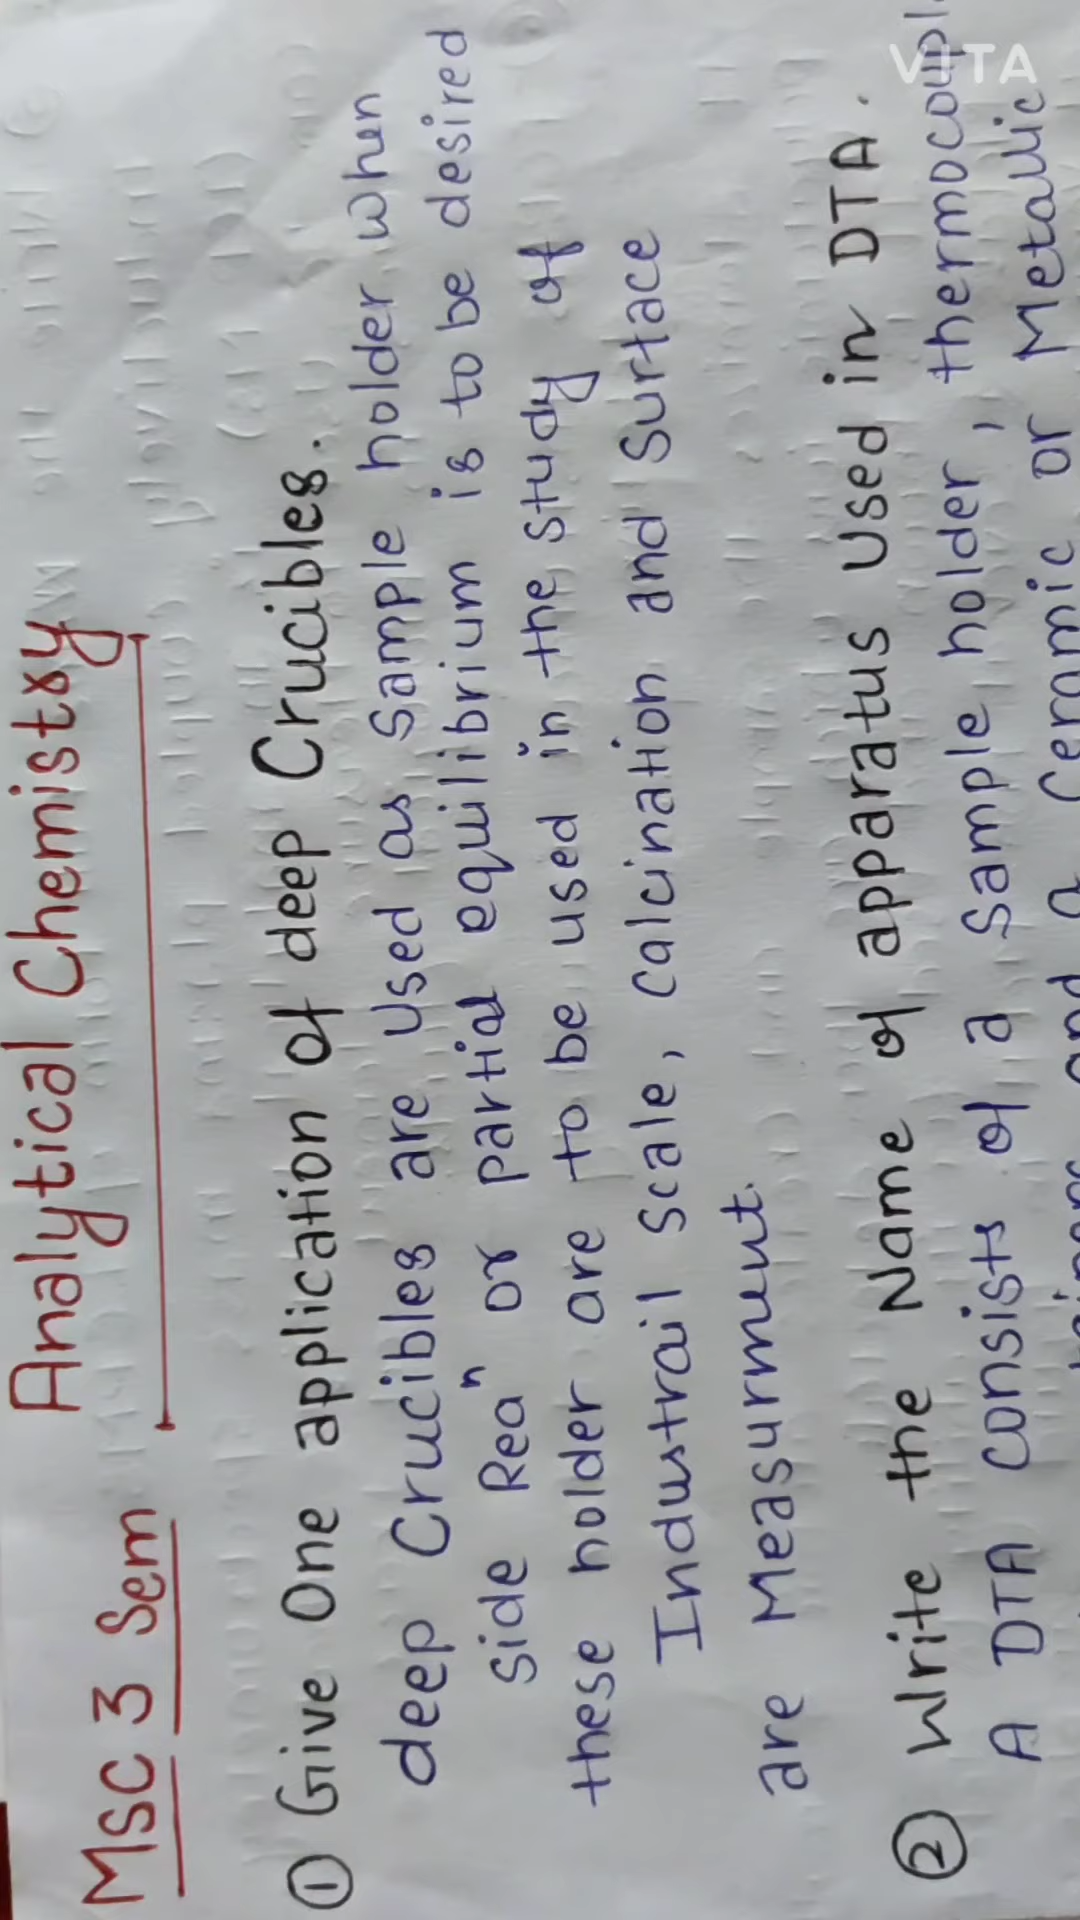 Msc 3 Sem Analytical Chemistry
① Give One application of deep Crucibles.
deep Crucibles are used as sample holder when
side Reaⁿ or partial equilibrium is to be desired
these holder are to be used in the study of
Industrail scale, calcination and surface
are Measurment.
② Write the Name of apparatus used in DTA.
A DTA consists of a sample holder, thermocoupl
and a Ceramic or Metallic
VITA